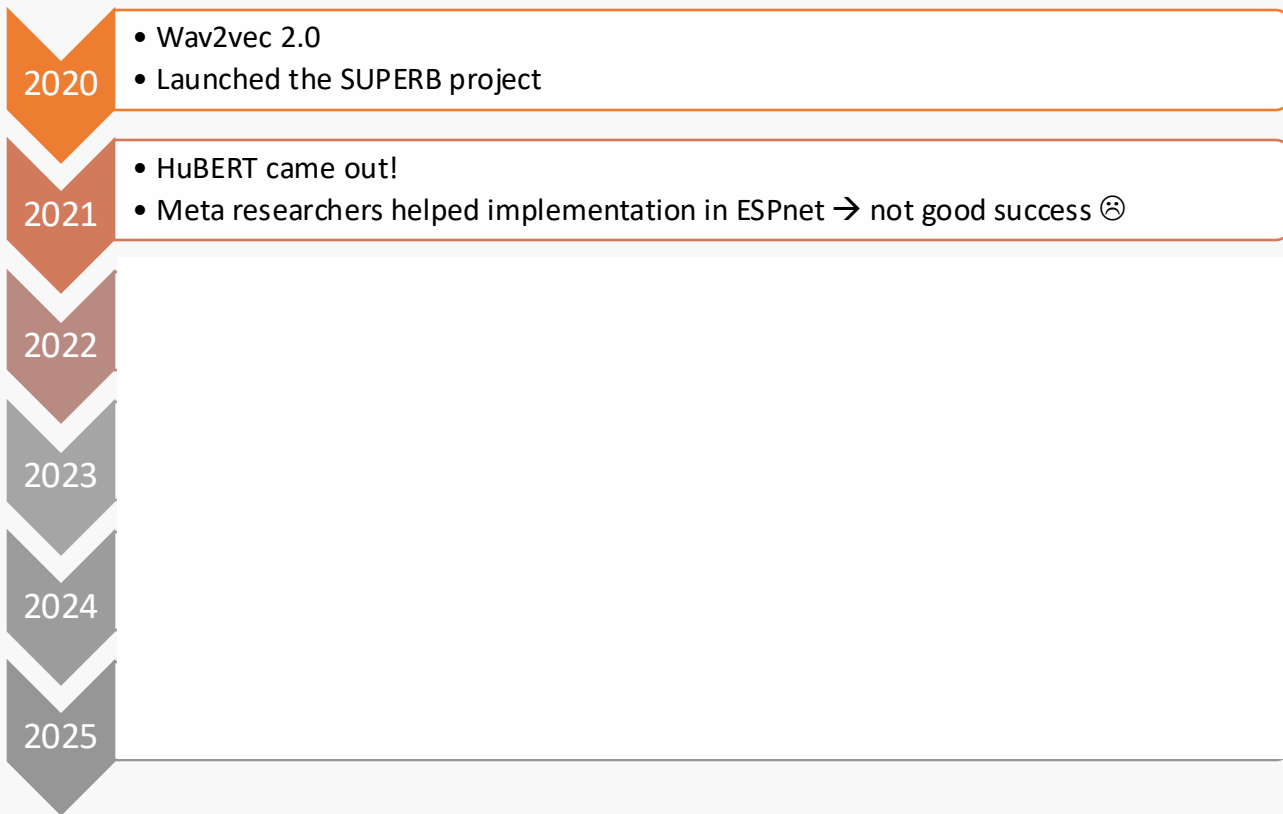 2020
• Wav2vec 2.0
• Launched the SUPERB project
2021
• HuBERT came out!
• Meta researchers helped implementation in ESPnet → not good success ☹
2022
2023
2024
2025